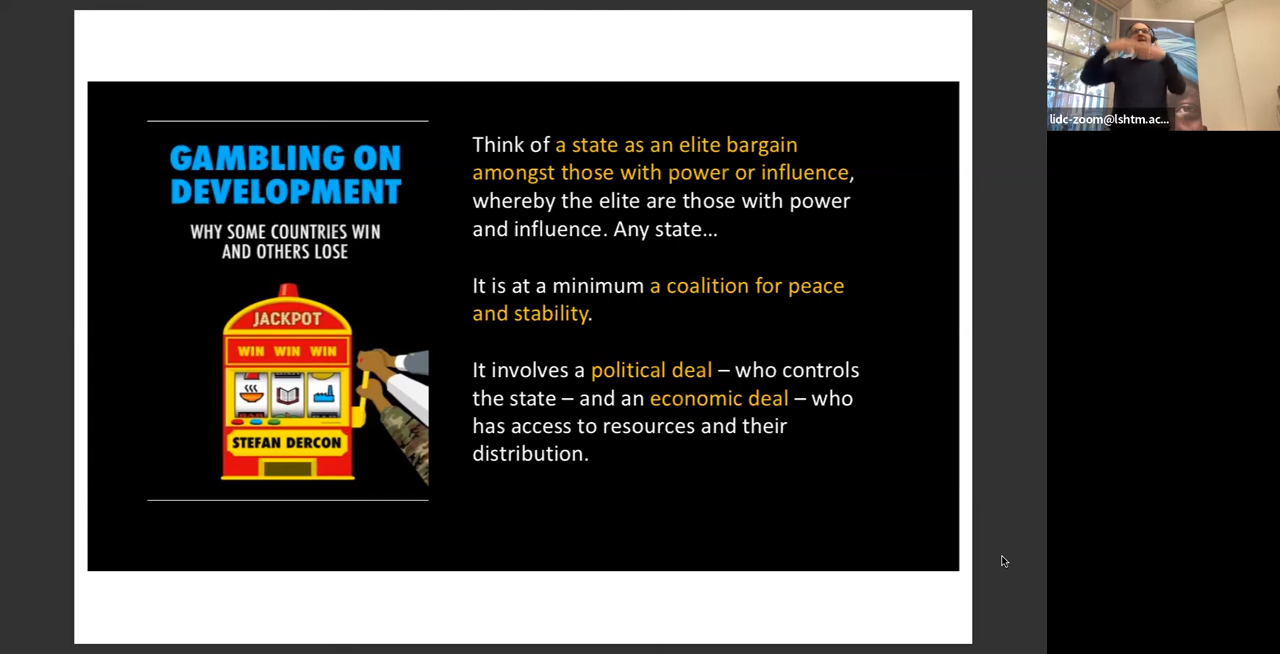 GAMBLING ON
DEVELOPMENT
WHY SOME COUNTRIES WIN
AND OTHERS LOSE
JACKPOT
WIN WIN WIN
STEFAN DERCON
Think of a state as an elite bargain
amongst those with power or influence,
whereby the elite are those with power
and influence. Any state...
It is at a minimum a coalition for peace
and stability.
It involves a political deal – who controls
the state – and an economic deal – who
has access to resources and their
distribution.
lidc-zoom@lshtm.ac...